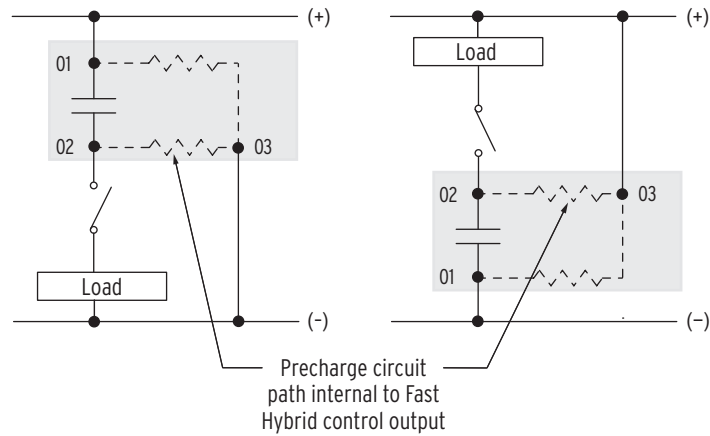 (+)
01
02
03
Load
(-)
(+)
Load
02
03
01
(–)
Precharge circuit
path internal to Fast
Hybrid control output